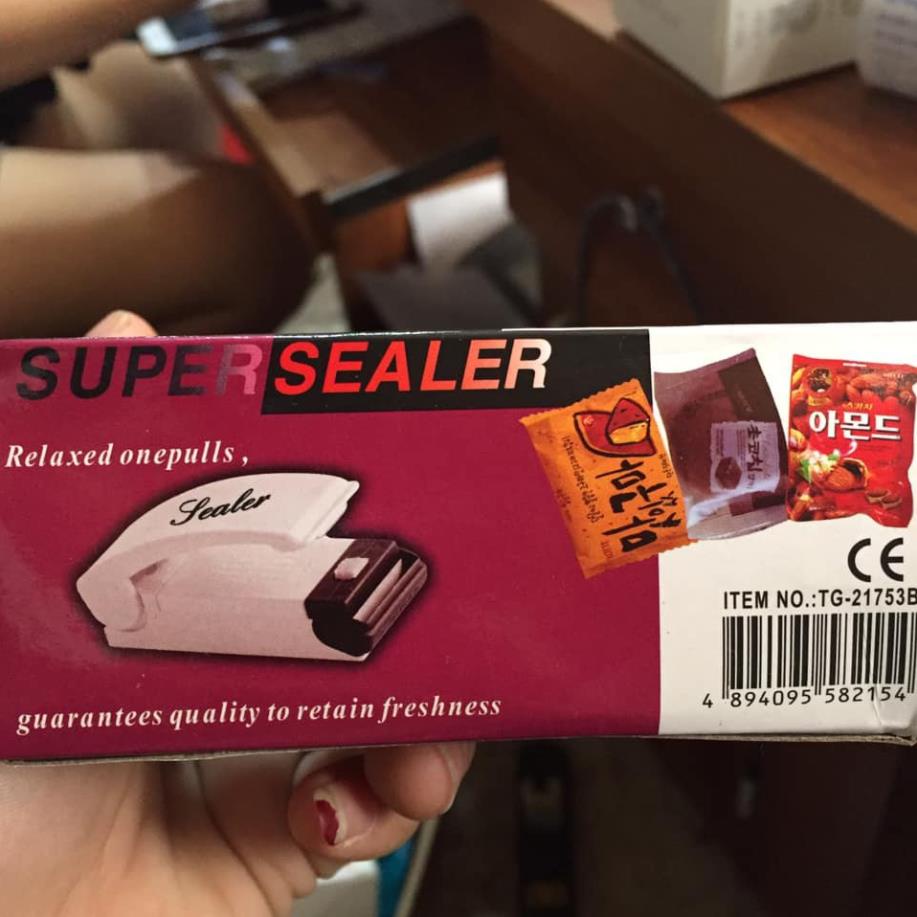 SUPER SEALER
Relaxed onepulls ,
Sealer
아몬드
CE
ITEM NO.:TG-21753B
4 894095 582154
guarantees quality to retain freshness